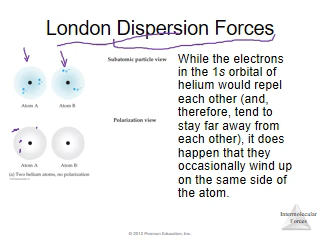 London Dispersion Forces
Subatomic particle view
Atom A
Atom B
Polarization view
Atom A
Atom B
(a) Two helium atoms, no polarization
While the electrons
in the 1s orbital of
helium would repel
each other (and,
therefore, tend to
stay far away from
each other), it does
happen that they
occasionally wind up
on the same side of
the atom.
Intermolecular
Forces
© 2012 Pearson Education, Inc.